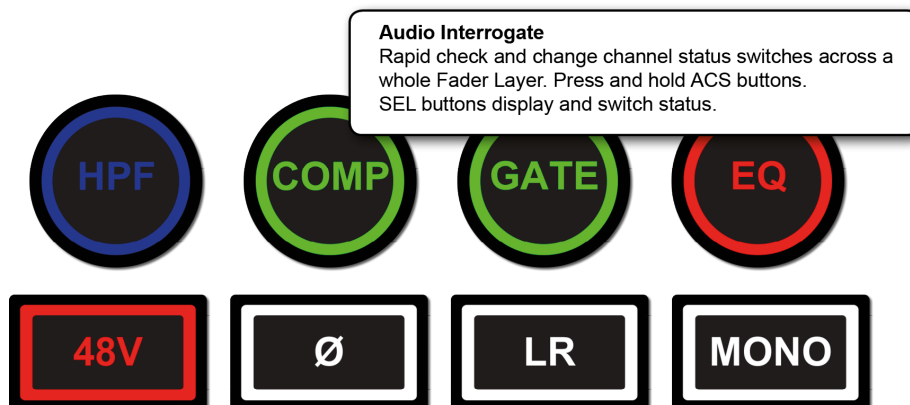 Audio Interrogate
Rapid check and change channel status switches across a
whole Fader Layer. Press and hold ACS buttons.
SEL buttons display and switch status.
HPF COMP GATE EQ
48V Ø LR MONO